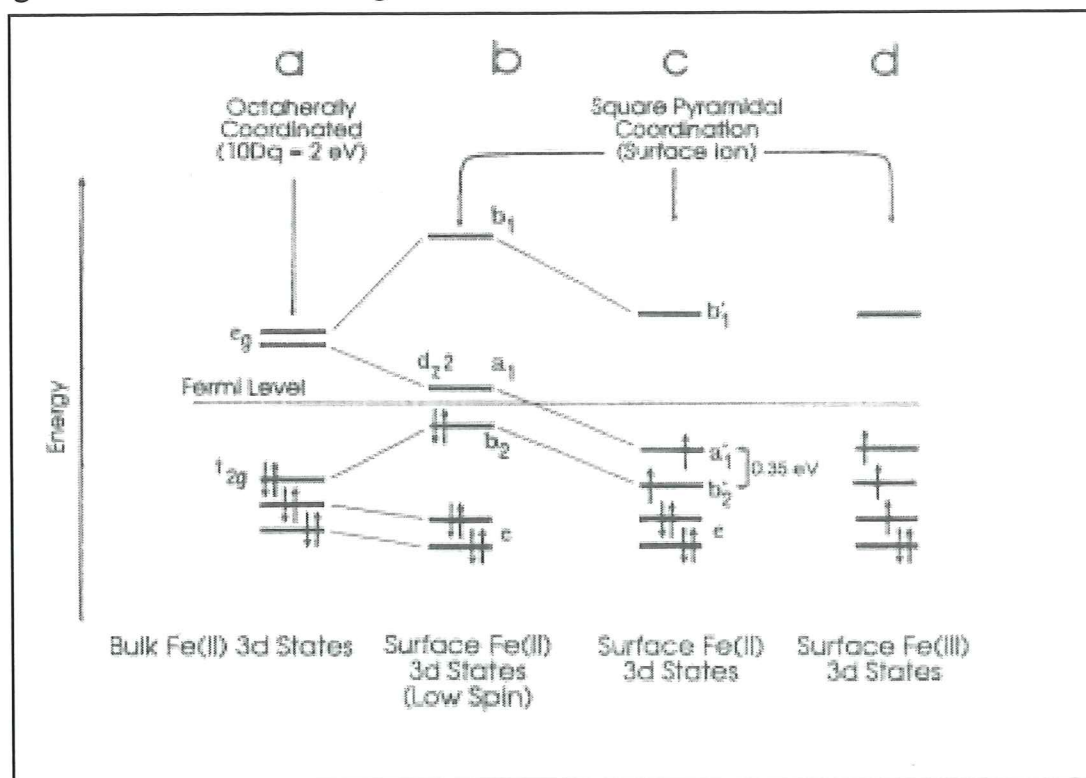 a
b
c
d
Octaherally
Coordinated
(10Dq = 2 eV)
Square Pyramidal
Coordination
(Surface Ion)
b1
eg
b'1
dz2
a1
Fermi Level
Energy
b2
a'1
0.35 eV
t2g
b'2
e
e
Bulk Fe(II) 3d States
Surface Fe(II)
3d States
(Low Spin)
Surface Fe(II)
3d States
Surface Fe(III)
3d States